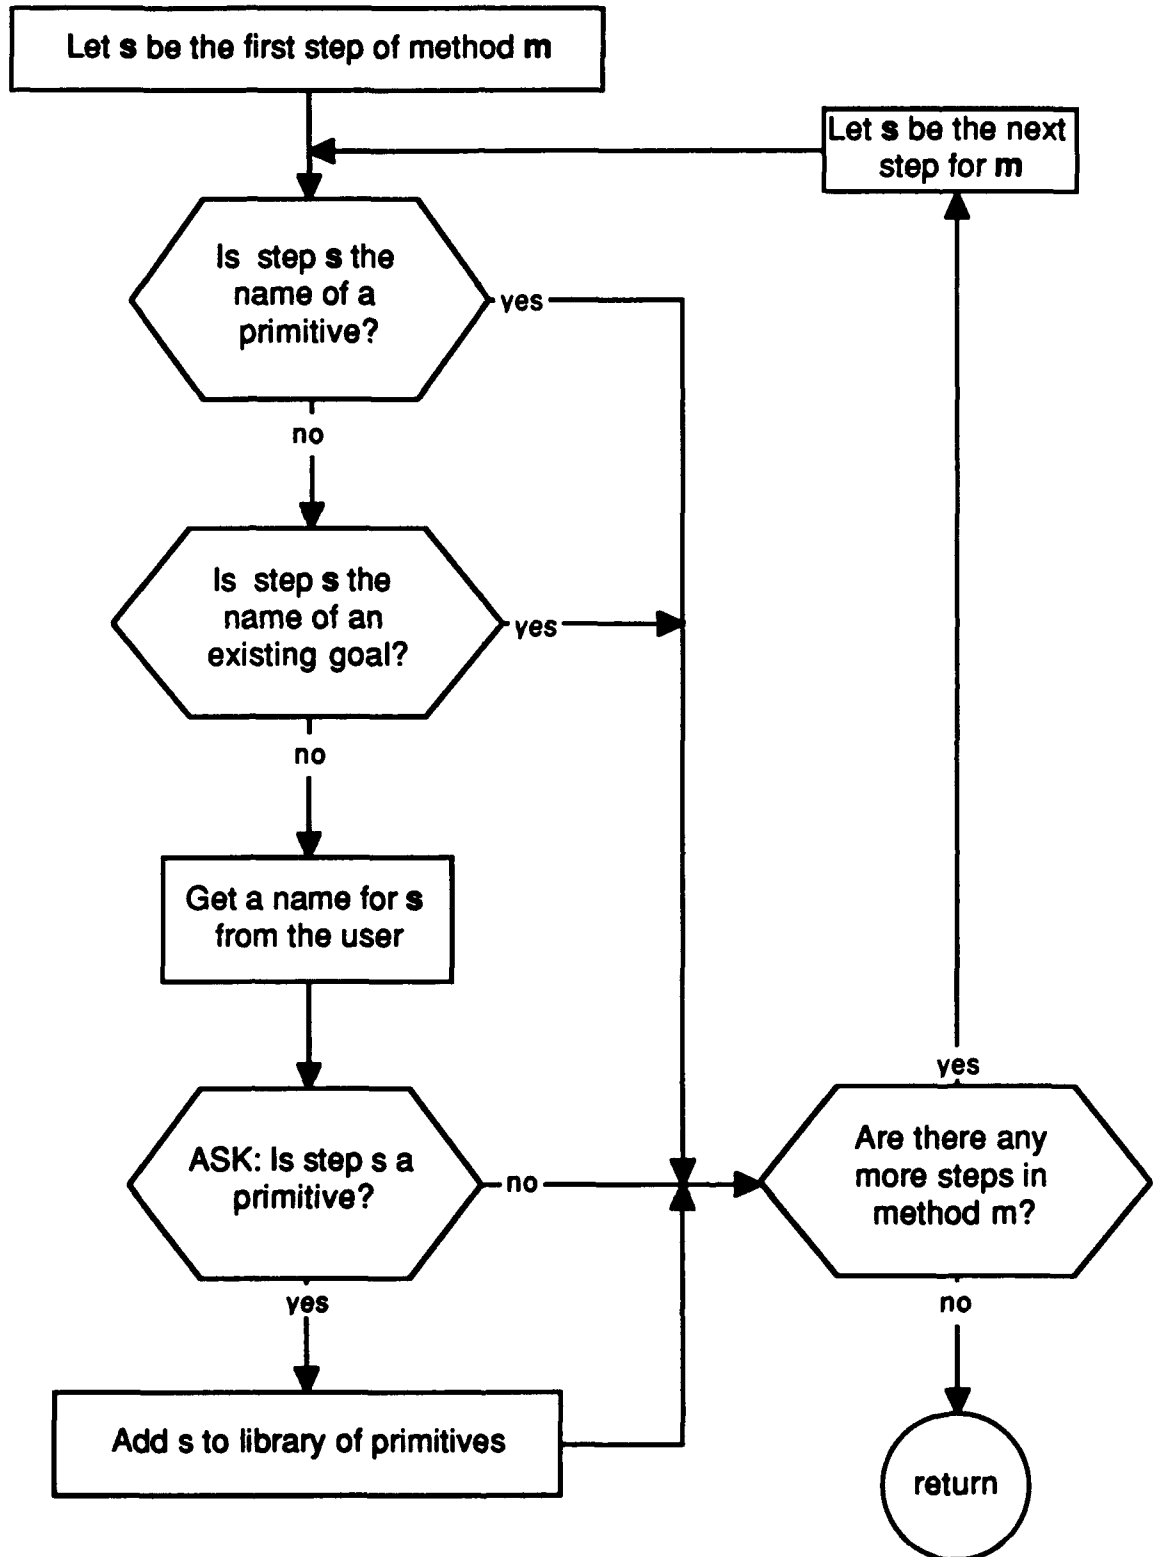 Let s be the first step of method m
Let s be the next
step for m
Is step s the
name of a
primitive?
yes
no
Is step s the
name of an
existing goal?
yes
no
Get a name for s
from the user
ASK: Is step s a
primitive?
no
yes
Add s to library of primitives
yes
Are there any
more steps in
method m?
no
return